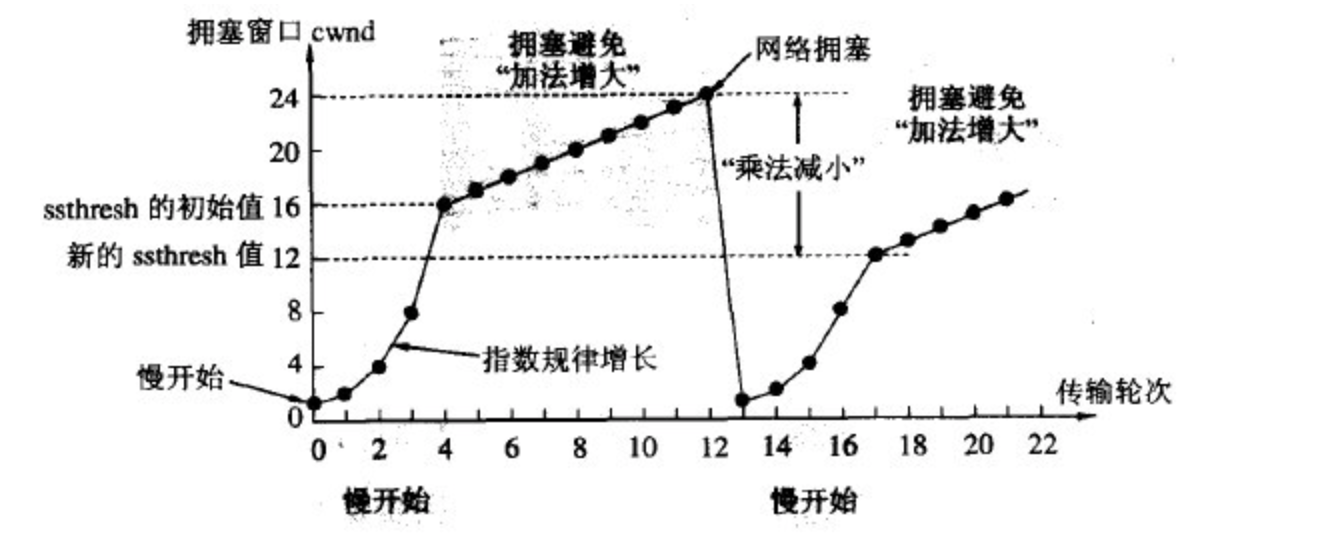 拥塞窗口 cwnd
拥塞避免
“加法增大”
网络拥塞
24
拥塞避免
“加法增大”
20
“乘法减小”
ssthresh 的初始值 16
新的 ssthresh 值 12
8
4
指数规律增长
慢开始
传输轮次
0
0 2 4 6 8 10 12 14 16 18 20 22
慢开始
慢开始